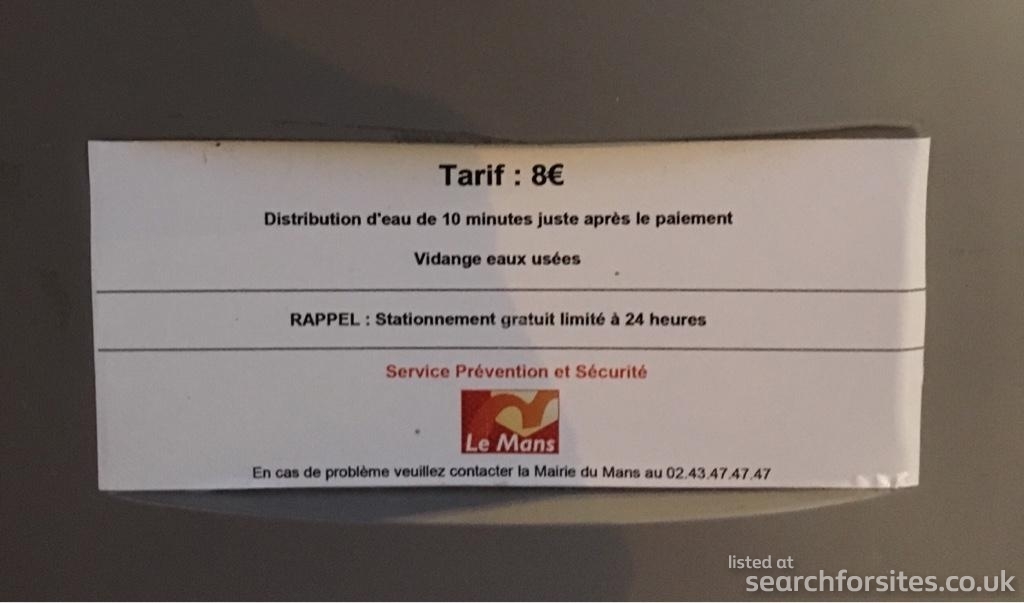 Tarif : 8€
Distribution d'eau de 10 minutes juste après le paiement
Vidange eaux usées
RAPPEL : Stationnement gratuit limité à 24 heures
Service Prévention et Sécurité
Le Mans
En cas de problème veuillez contacter la Mairie du Mans au 02.43.47.47.47
listed at
searchforsites.co.uk